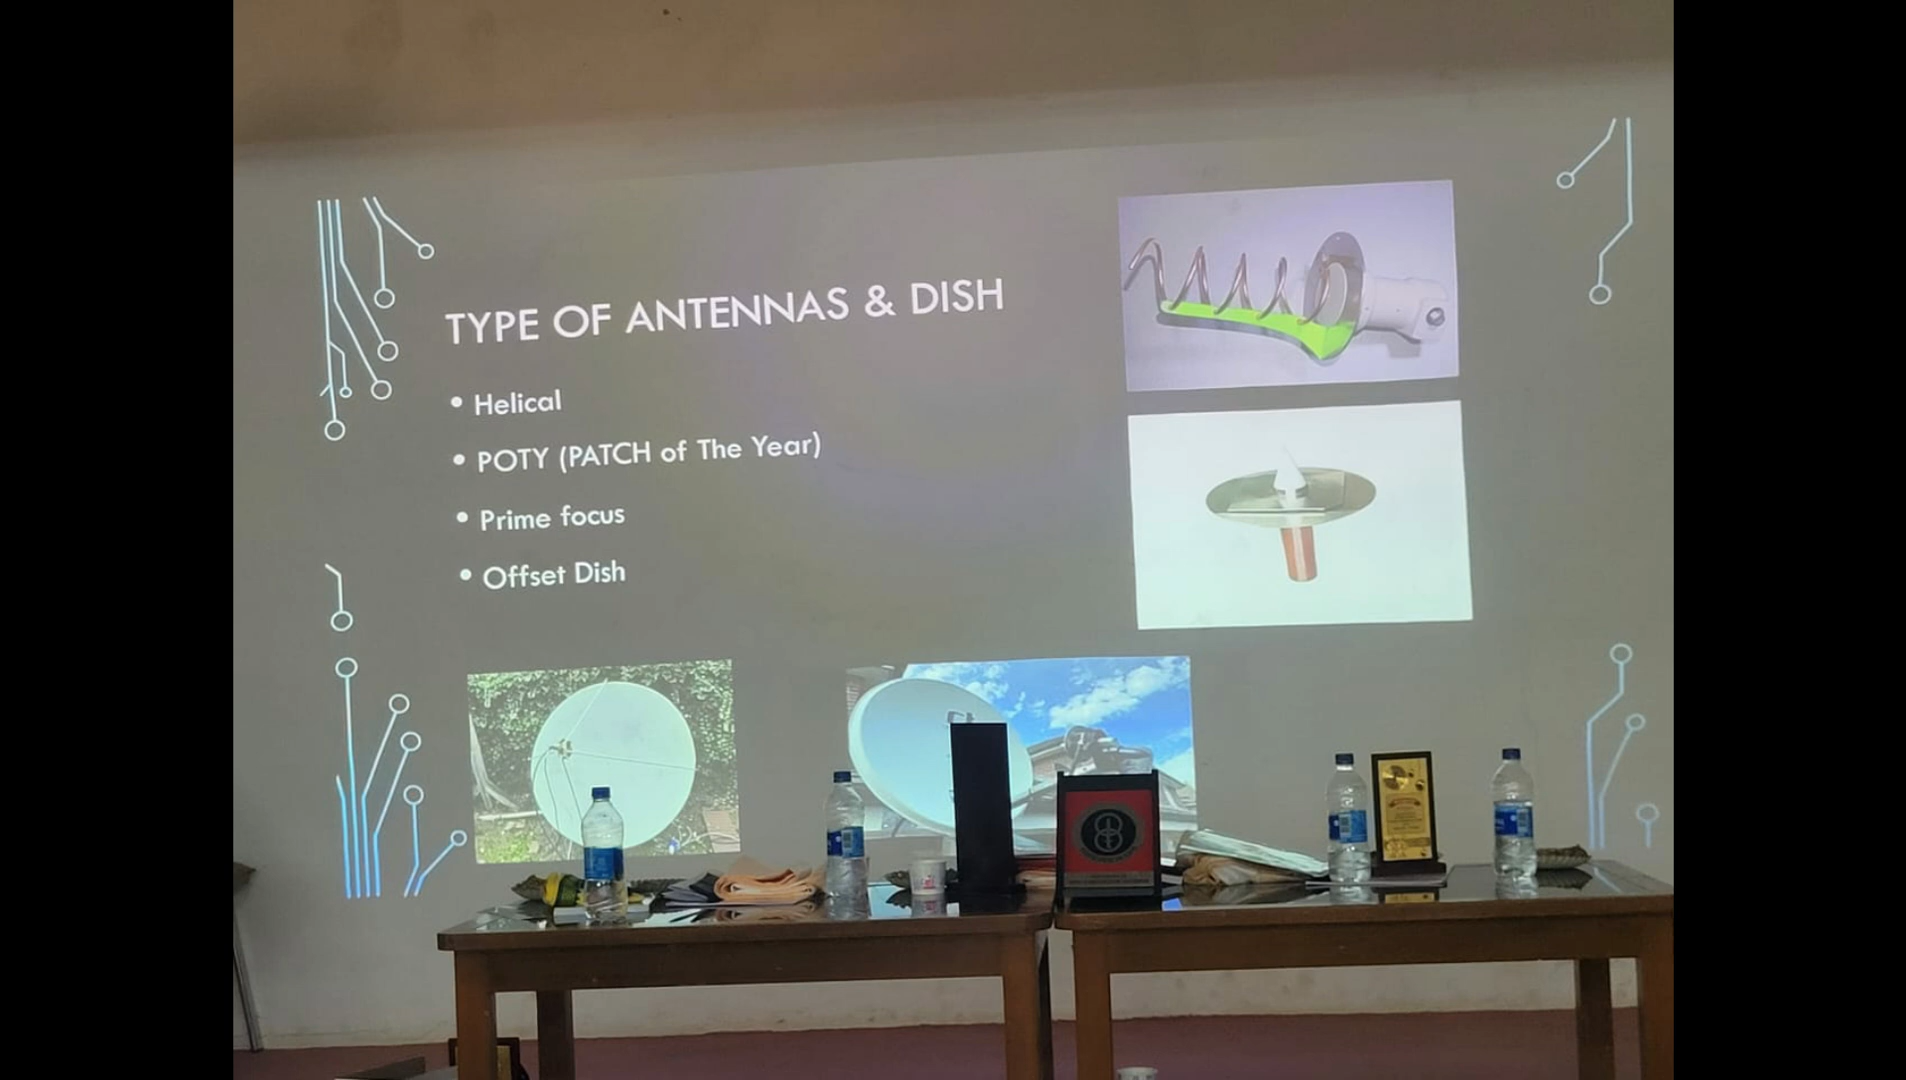 TYPE OF ANTENNAS & DISH
• Helical
• POTY (PATCH of The Year)
• Prime focus
• Offset Dish